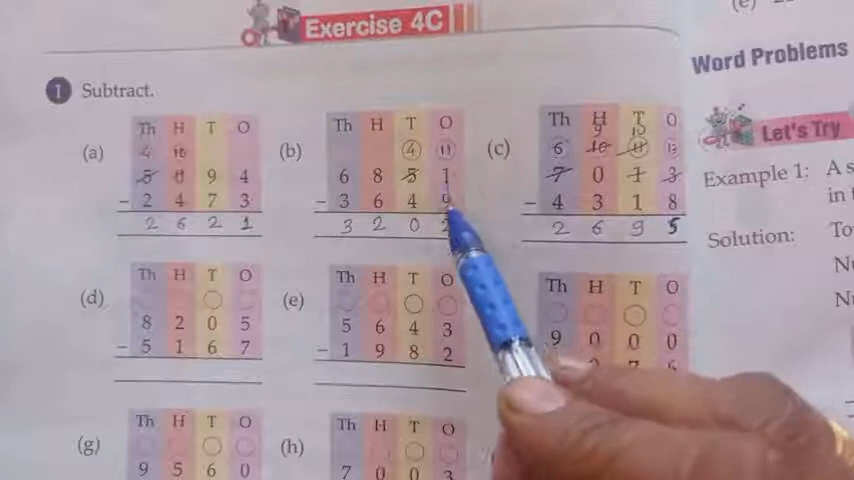 Exercise 4C
(e)
Word Problems
1 Subtract.
Let's Try
Example 1: A s
in t
Solution: To
Nu
N
(a)
Th H T O
4 10
5 0 9 4
− 2 4 7 3
2 6 2 1
(b)
Th H T O
4 11
6 8 5 1
− 3 6 4 9
3 2 0 2
(c)
Th H T O
9 10
6 10 11 13
7 0 1 3
− 4 3 1 8
2 6 9 5
(d)
Th H T O
8 2 0 5
− 5 1 6 7
(e)
Th H T O
5 6 4 3
− 1 9 8 2
Th H T O
9 0 0 0
(g)
Th H T O
9 5 6 0
(h)
Th H T O
7 0 0 3